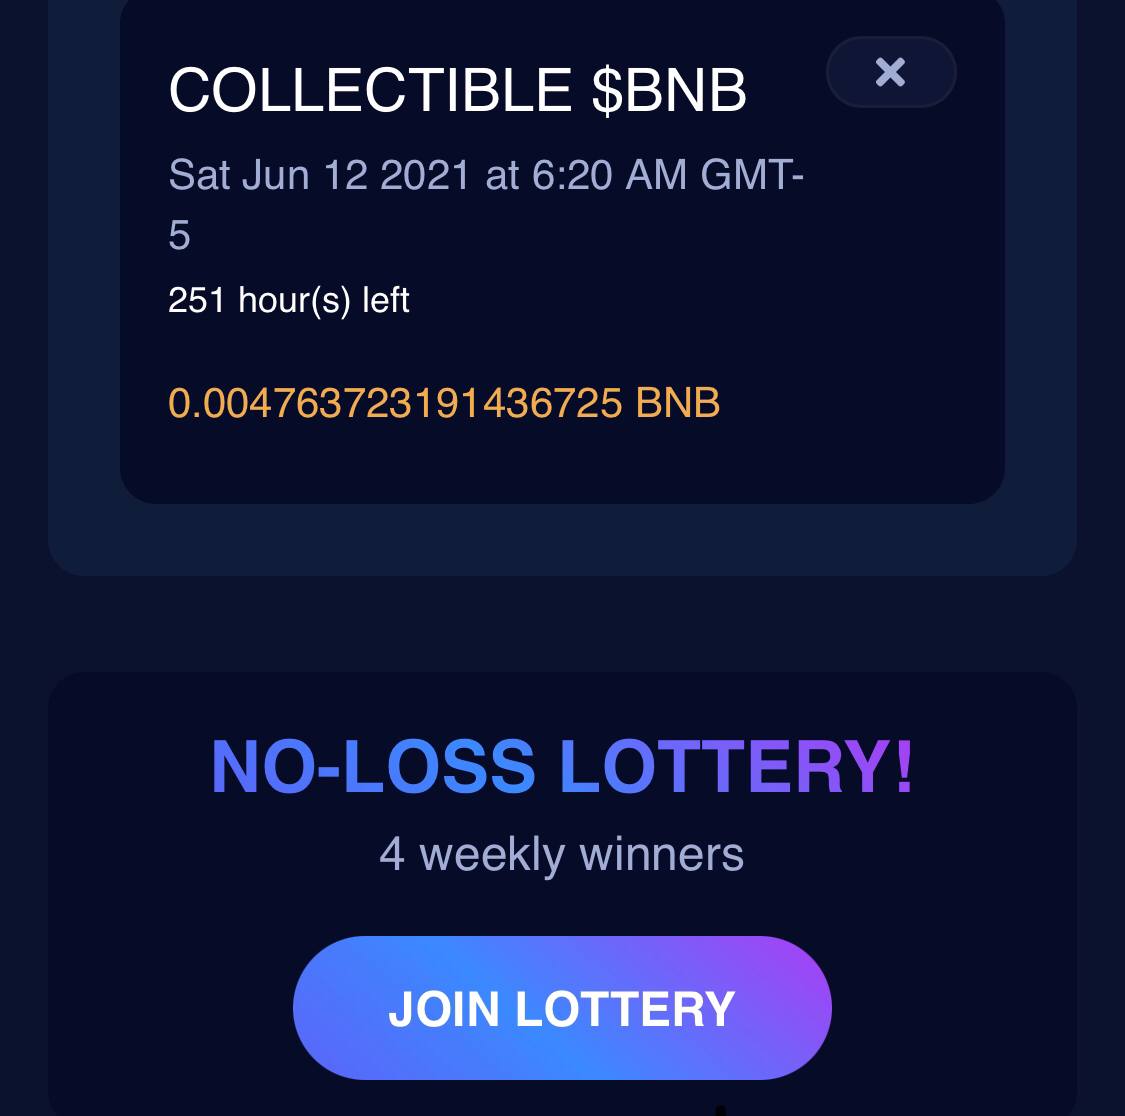 COLLECTIBLE $BNB
Sat Jun 12 2021 at 6:20 AM GMT-
5
251 hour(s) left
0.004763723191436725 BNB
NO-LOSS LOTTERY!
4 weekly winners
JOIN LOTTERY